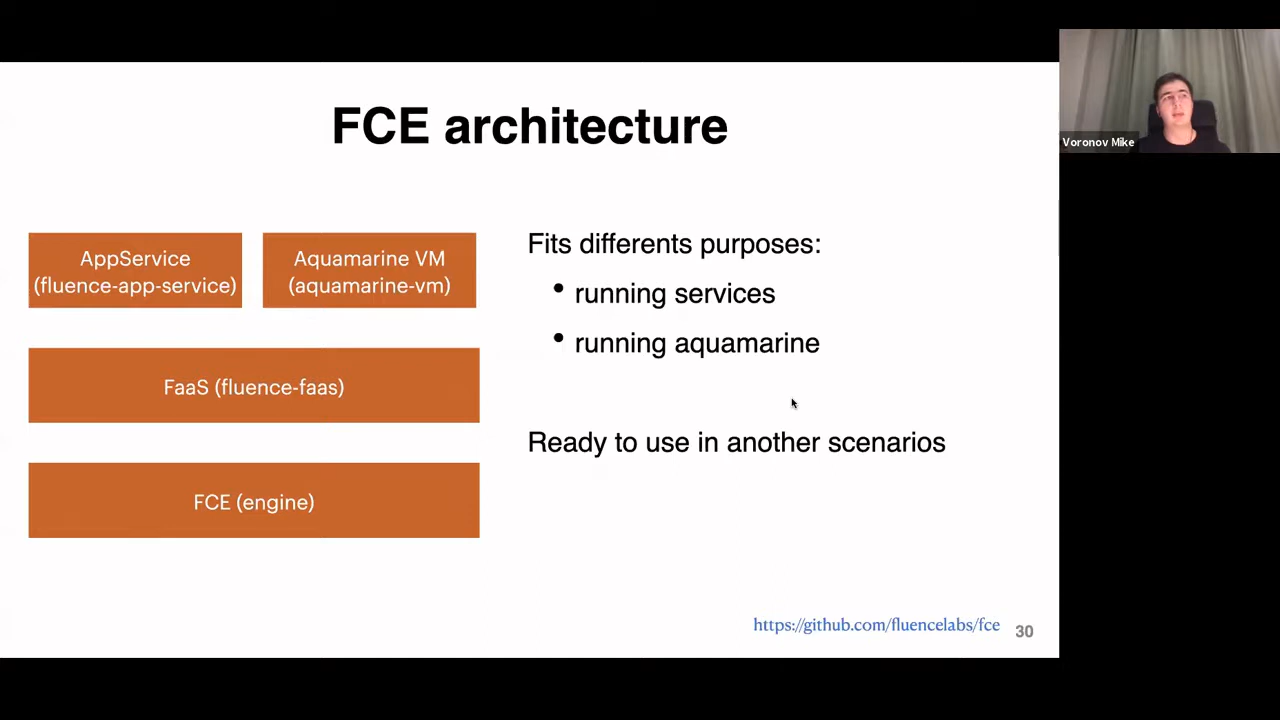 FCE architecture
Voronov Mike
AppService
(fluence-app-service)
Aquamarine VM
(aquamarine-vm)
FaaS (fluence-faas)
FCE (engine)
Fits differents purposes:
• running services
• running aquamarine
Ready to use in another scenarios
https://github.com/fluencelabs/fce
30